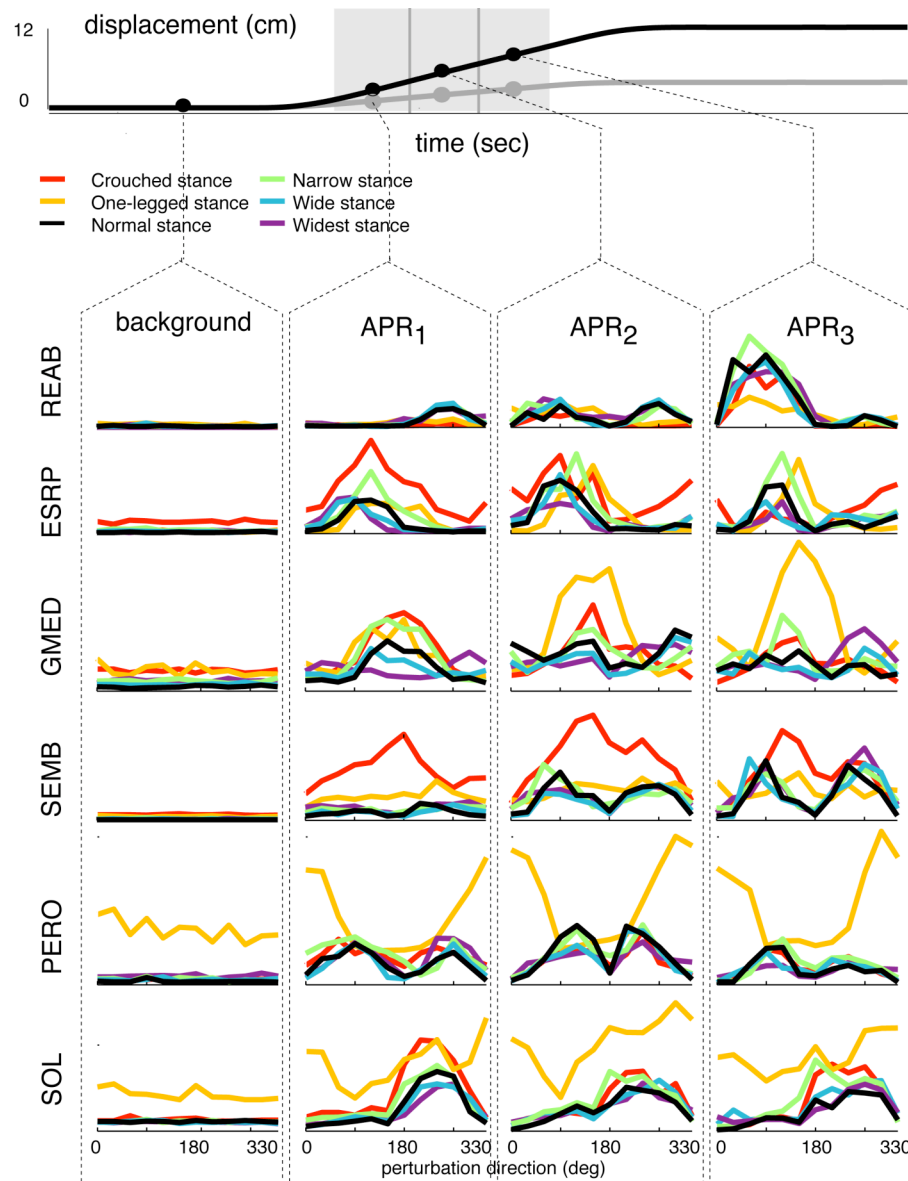 12
displacement (cm)
0
time (sec)
Crouched stance
Narrow stance
One-legged stance
Wide stance
Normal stance
Widest stance
background
APR1
APR2
APR3
REAB
ESRP
GMED
SEMB
PERO
SOL
0 180 330 0 180 330 0 180 330 0 180 330
perturbation direction (deg)